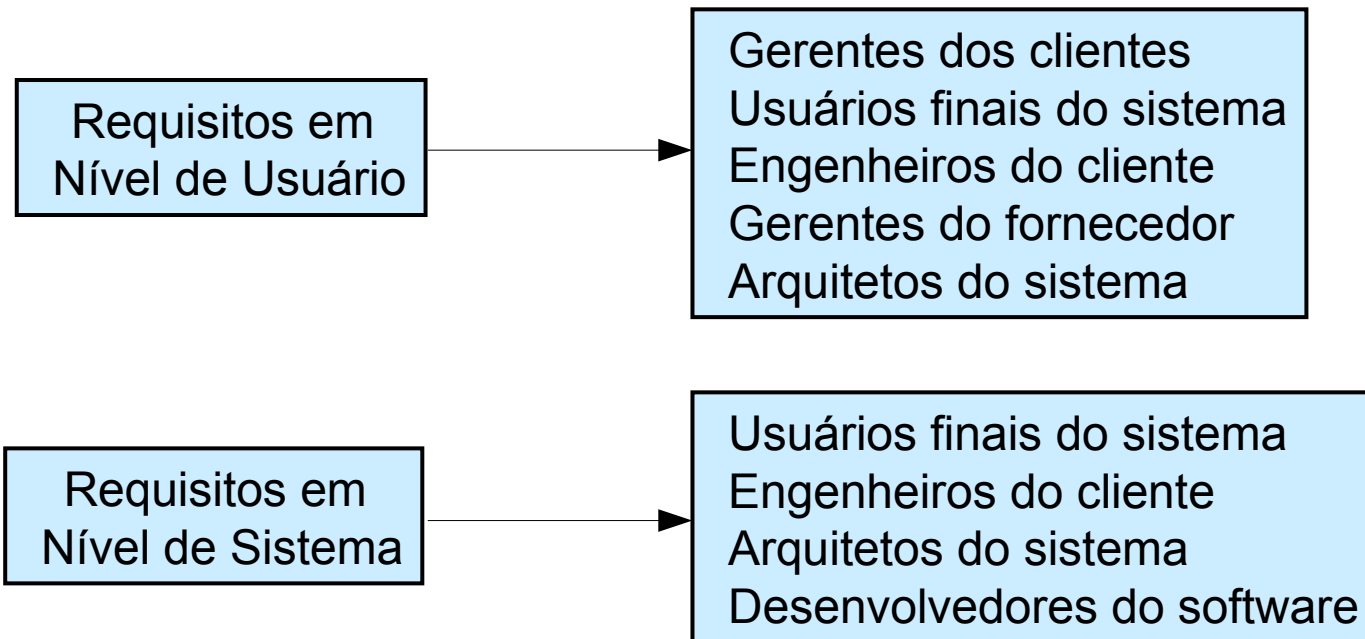 Requisitos em
Nível de Usuário
Gerentes dos clientes
Usuários finais do sistema
Engenheiros do cliente
Gerentes do fornecedor
Arquitetos do sistema
Requisitos em
Nível de Sistema
Usuários finais do sistema
Engenheiros do cliente
Arquitetos do sistema
Desenvolvedores do software